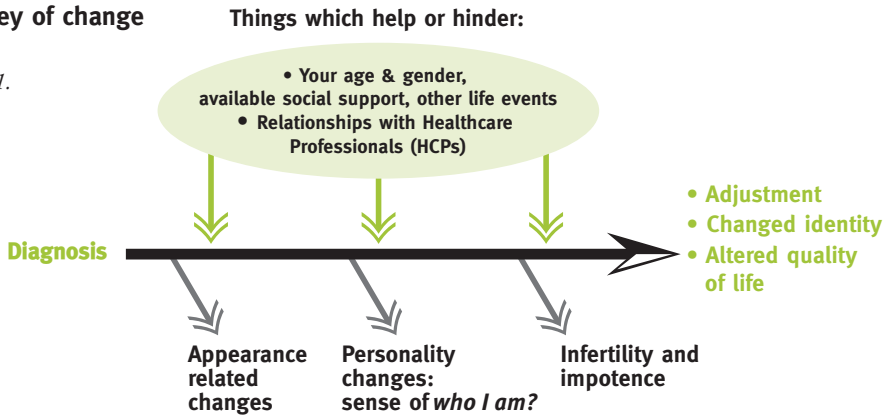 ey of change
1.
Things which help or hinder:
• Your age & gender,
available social support, other life events
• Relationships with Healthcare
Professionals (HCPs)
Diagnosis
• Adjustment
• Changed identity
• Altered quality
of life
Appearance
related
changes
Personality
changes:
sense of who I am?
Infertility and
impotence